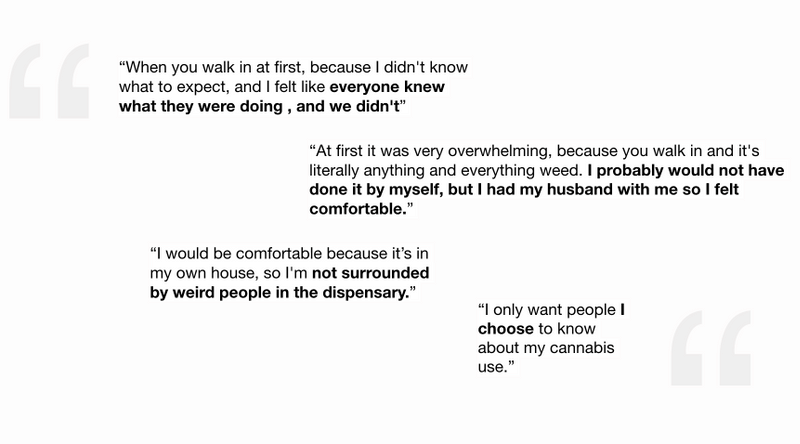 “When you walk in at first, because I didn't know
what to expect, and I felt like everyone knew
what they were doing , and we didn't”
“At first it was very overwhelming, because you walk in and it's
literally anything and everything weed. I probably would not have
done it by myself, but I had my husband with me so I felt
comfortable.”
“I would be comfortable because it’s in
my own house, so I'm not surrounded
by weird people in the dispensary.”
“I only want people I
choose to know
about my cannabis
use.”